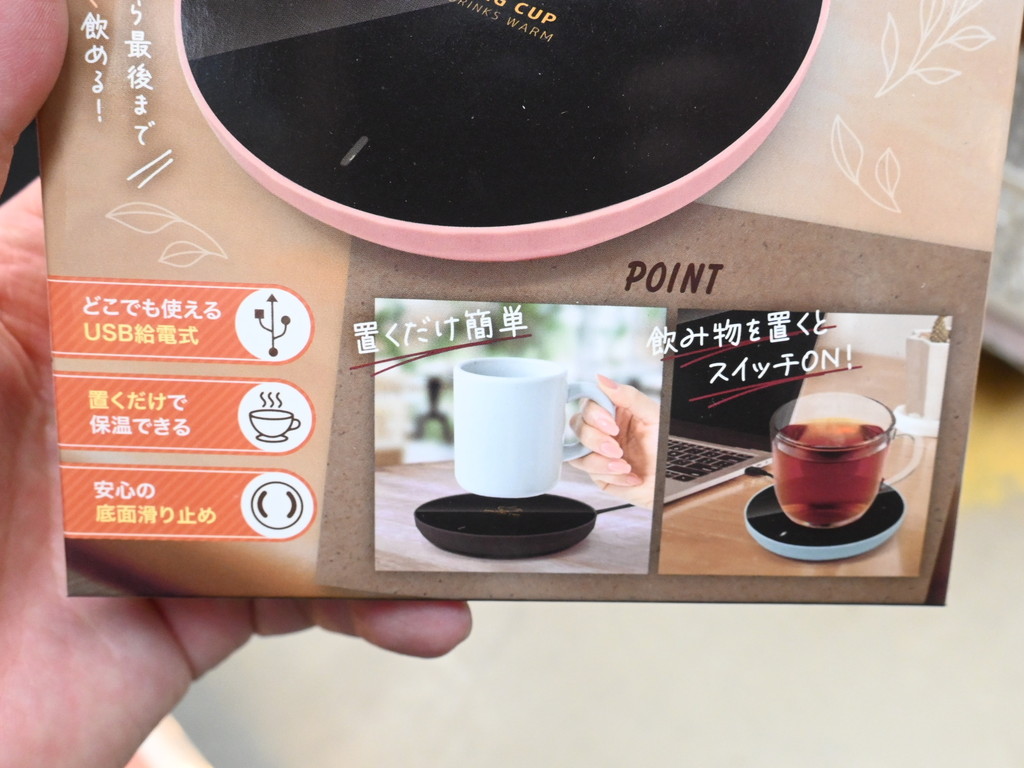 CUP
DRINKS WARM
ら最後まで
飲める!
POINT
どこでも使える
USB給電式
置くだけで
保温できる
安心の
底面滑り止め
置くだけ簡単
飲み物を置くと
スイッチON!